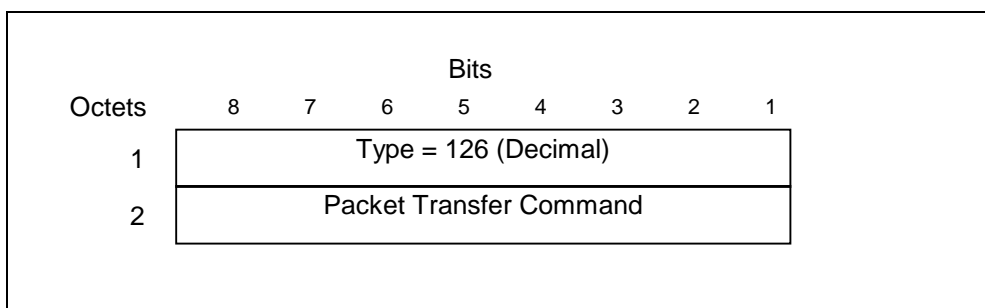 Bits
Octets 8 7 6 5 4 3 2 1
1 Type = 126 (Decimal)
2 Packet Transfer Command